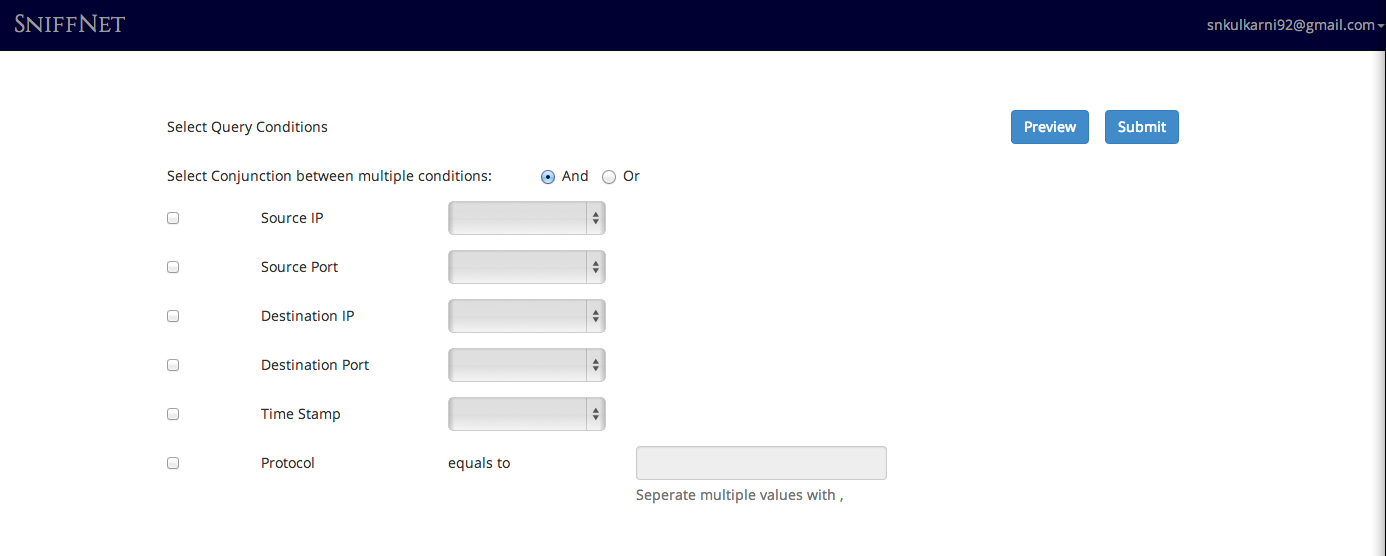 SNIFFNET
snkulkarni92@gmail.com
Select Query Conditions
Preview
Submit
Select Conjunction between multiple conditions:
And
Or
Source IP
Source Port
Destination IP
Destination Port
Time Stamp
Protocol
equals to
Seperate multiple values with ,